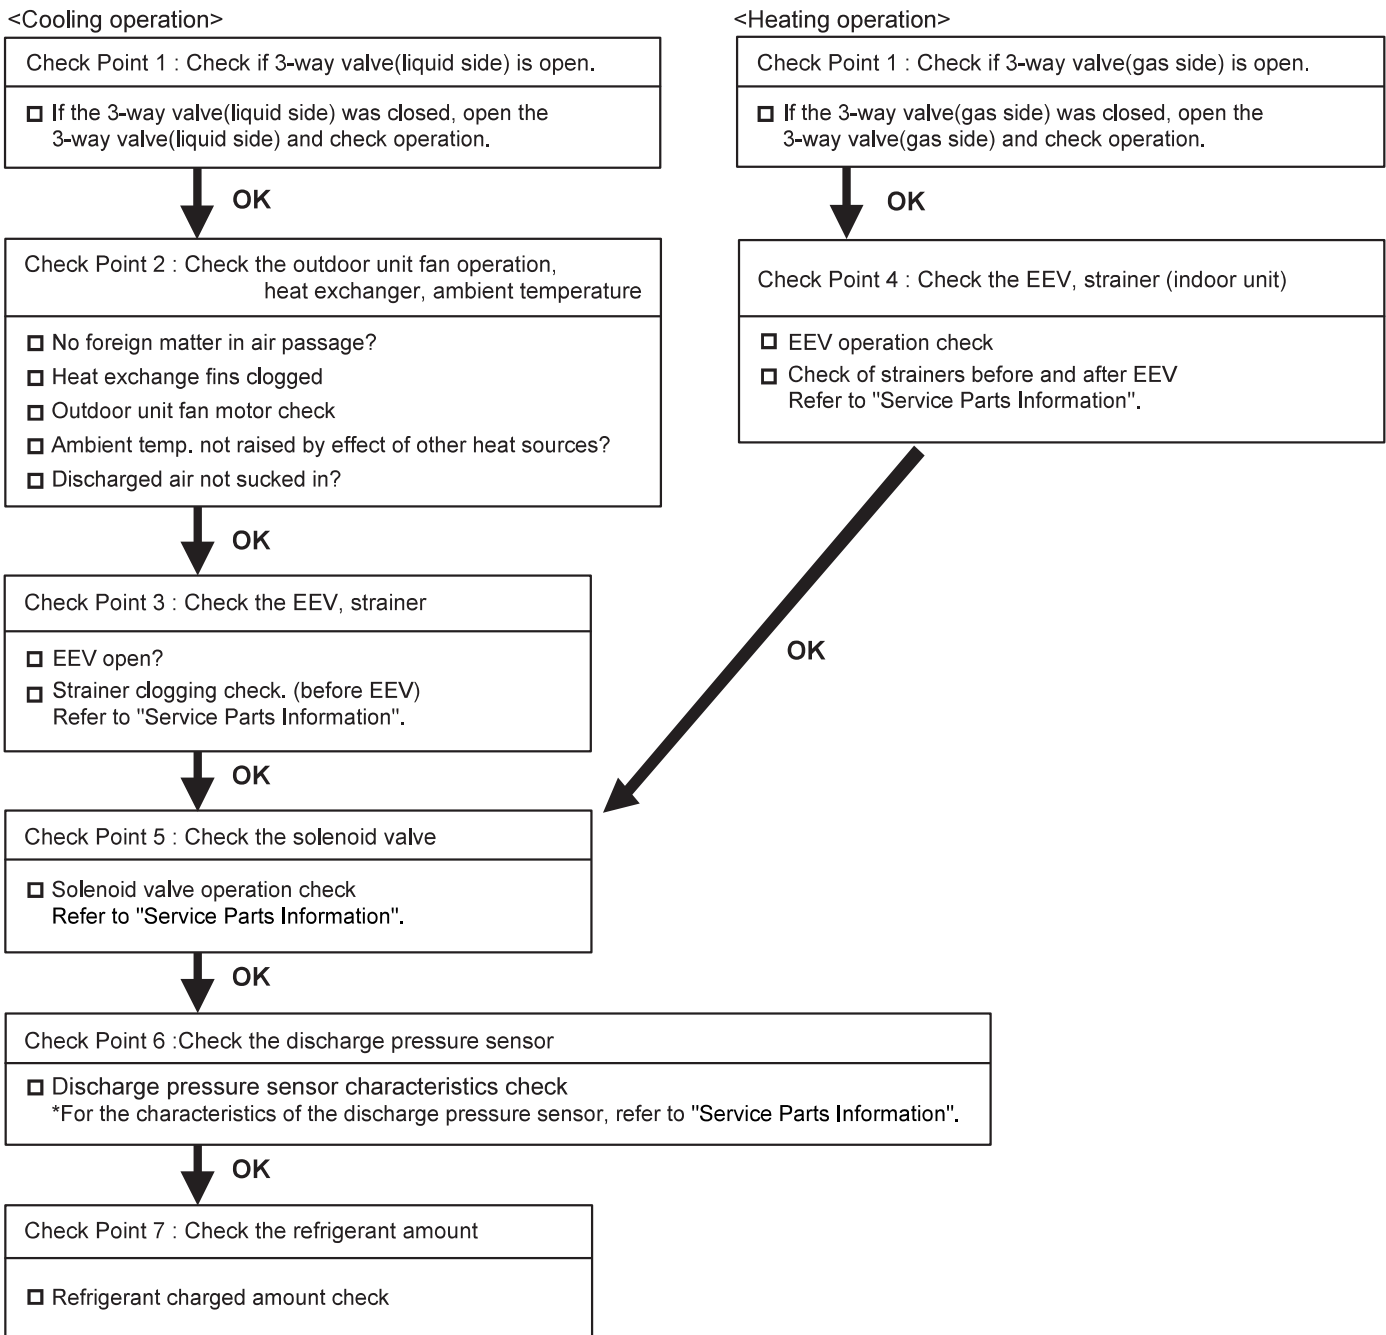 <Cooling operation>
Check Point 1 : Check if 3-way valve(liquid side) is open.
If the 3-way valve(liquid side) was closed, open the
3-way valve(liquid side) and check operation.
OK
Check Point 2 : Check the outdoor unit fan operation,
heat exchanger, ambient temperature
No foreign matter in air passage?
Heat exchange fins clogged
Outdoor unit fan motor check
Ambient temp. not raised by effect of other heat sources?
Discharged air not sucked in?
OK
Check Point 3 : Check the EEV, strainer
EEV open?
Strainer clogging check. (before EEV)
Refer to "Service Parts Information".
OK
<Heating operation>
Check Point 1 : Check if 3-way valve(gas side) is open.
If the 3-way valve(gas side) was closed, open the
3-way valve(gas side) and check operation.
OK
Check Point 4 : Check the EEV, strainer (indoor unit)
EEV operation check
Check of strainers before and after EEV
Refer to "Service Parts Information".
OK
Check Point 5 : Check the solenoid valve
Solenoid valve operation check
Refer to "Service Parts Information".
OK
Check Point 6 :Check the discharge pressure sensor
Discharge pressure sensor characteristics check
*For the characteristics of the discharge pressure sensor, refer to "Service Parts Information".
OK
Check Point 7 : Check the refrigerant amount
Refrigerant charged amount check